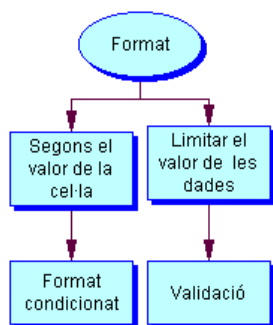 Format
Segons el
valor de la
cel·la
Limitar el
valor de les
dades
Format
condicionat
Validació